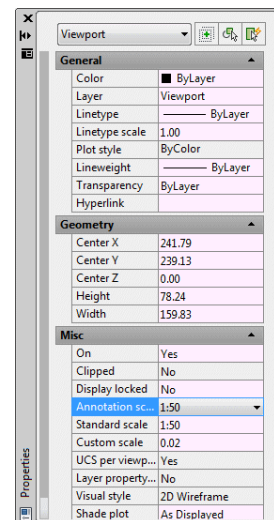 Viewport
General
Color ByLayer
Layer Viewport
Linetype ByLayer
Linetype scale 1.00
Plot style ByColor
Lineweight ByLayer
Transparency ByLayer
Hyperlink
Geometry
Center X 241.79
Center Y 239.13
Center Z 0.00
Height 78.24
Width 159.83
Misc
On Yes
Clipped No
Display locked No
Annotation sc... 1:50
Standard scale 1:50
Custom scale 0.02
UCS per viewp... Yes
Layer property... No
Visual style 2D Wireframe
Shade plot As Displayed
Properties